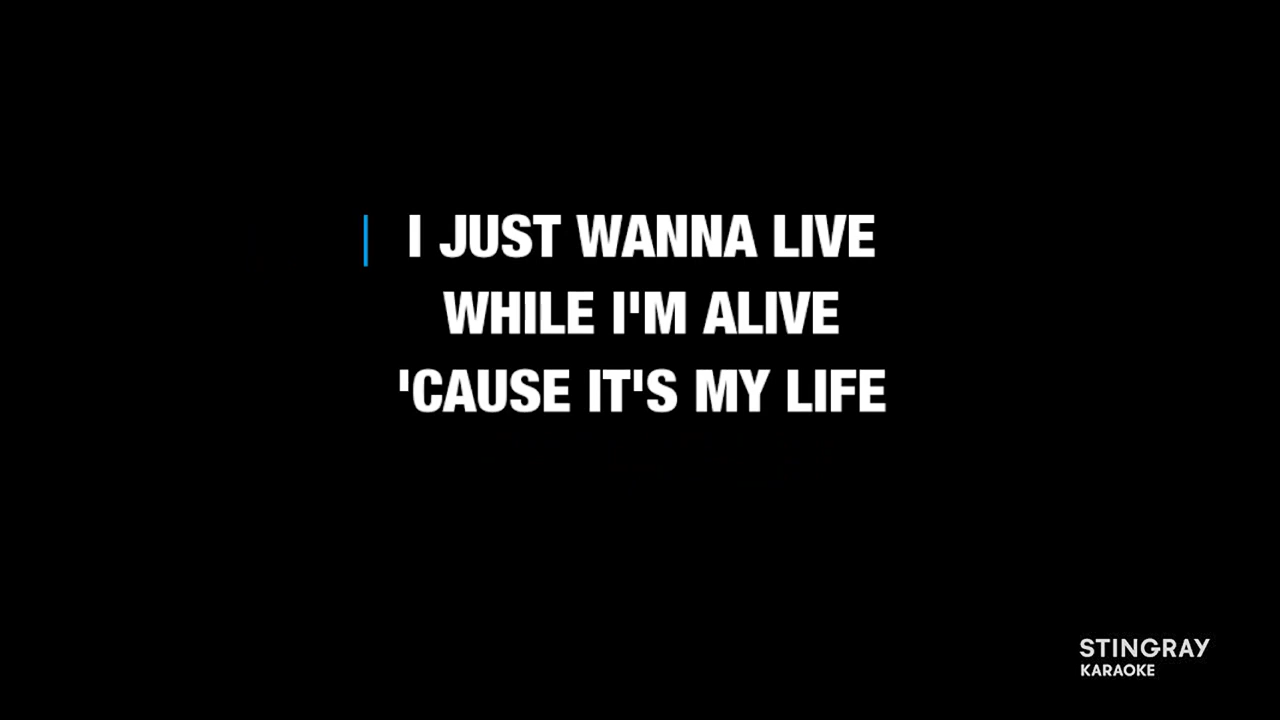 I JUST WANNA LIVE
WHILE I'M ALIVE
'CAUSE IT'S MY LIFE
STINGRAY
KARAOKE